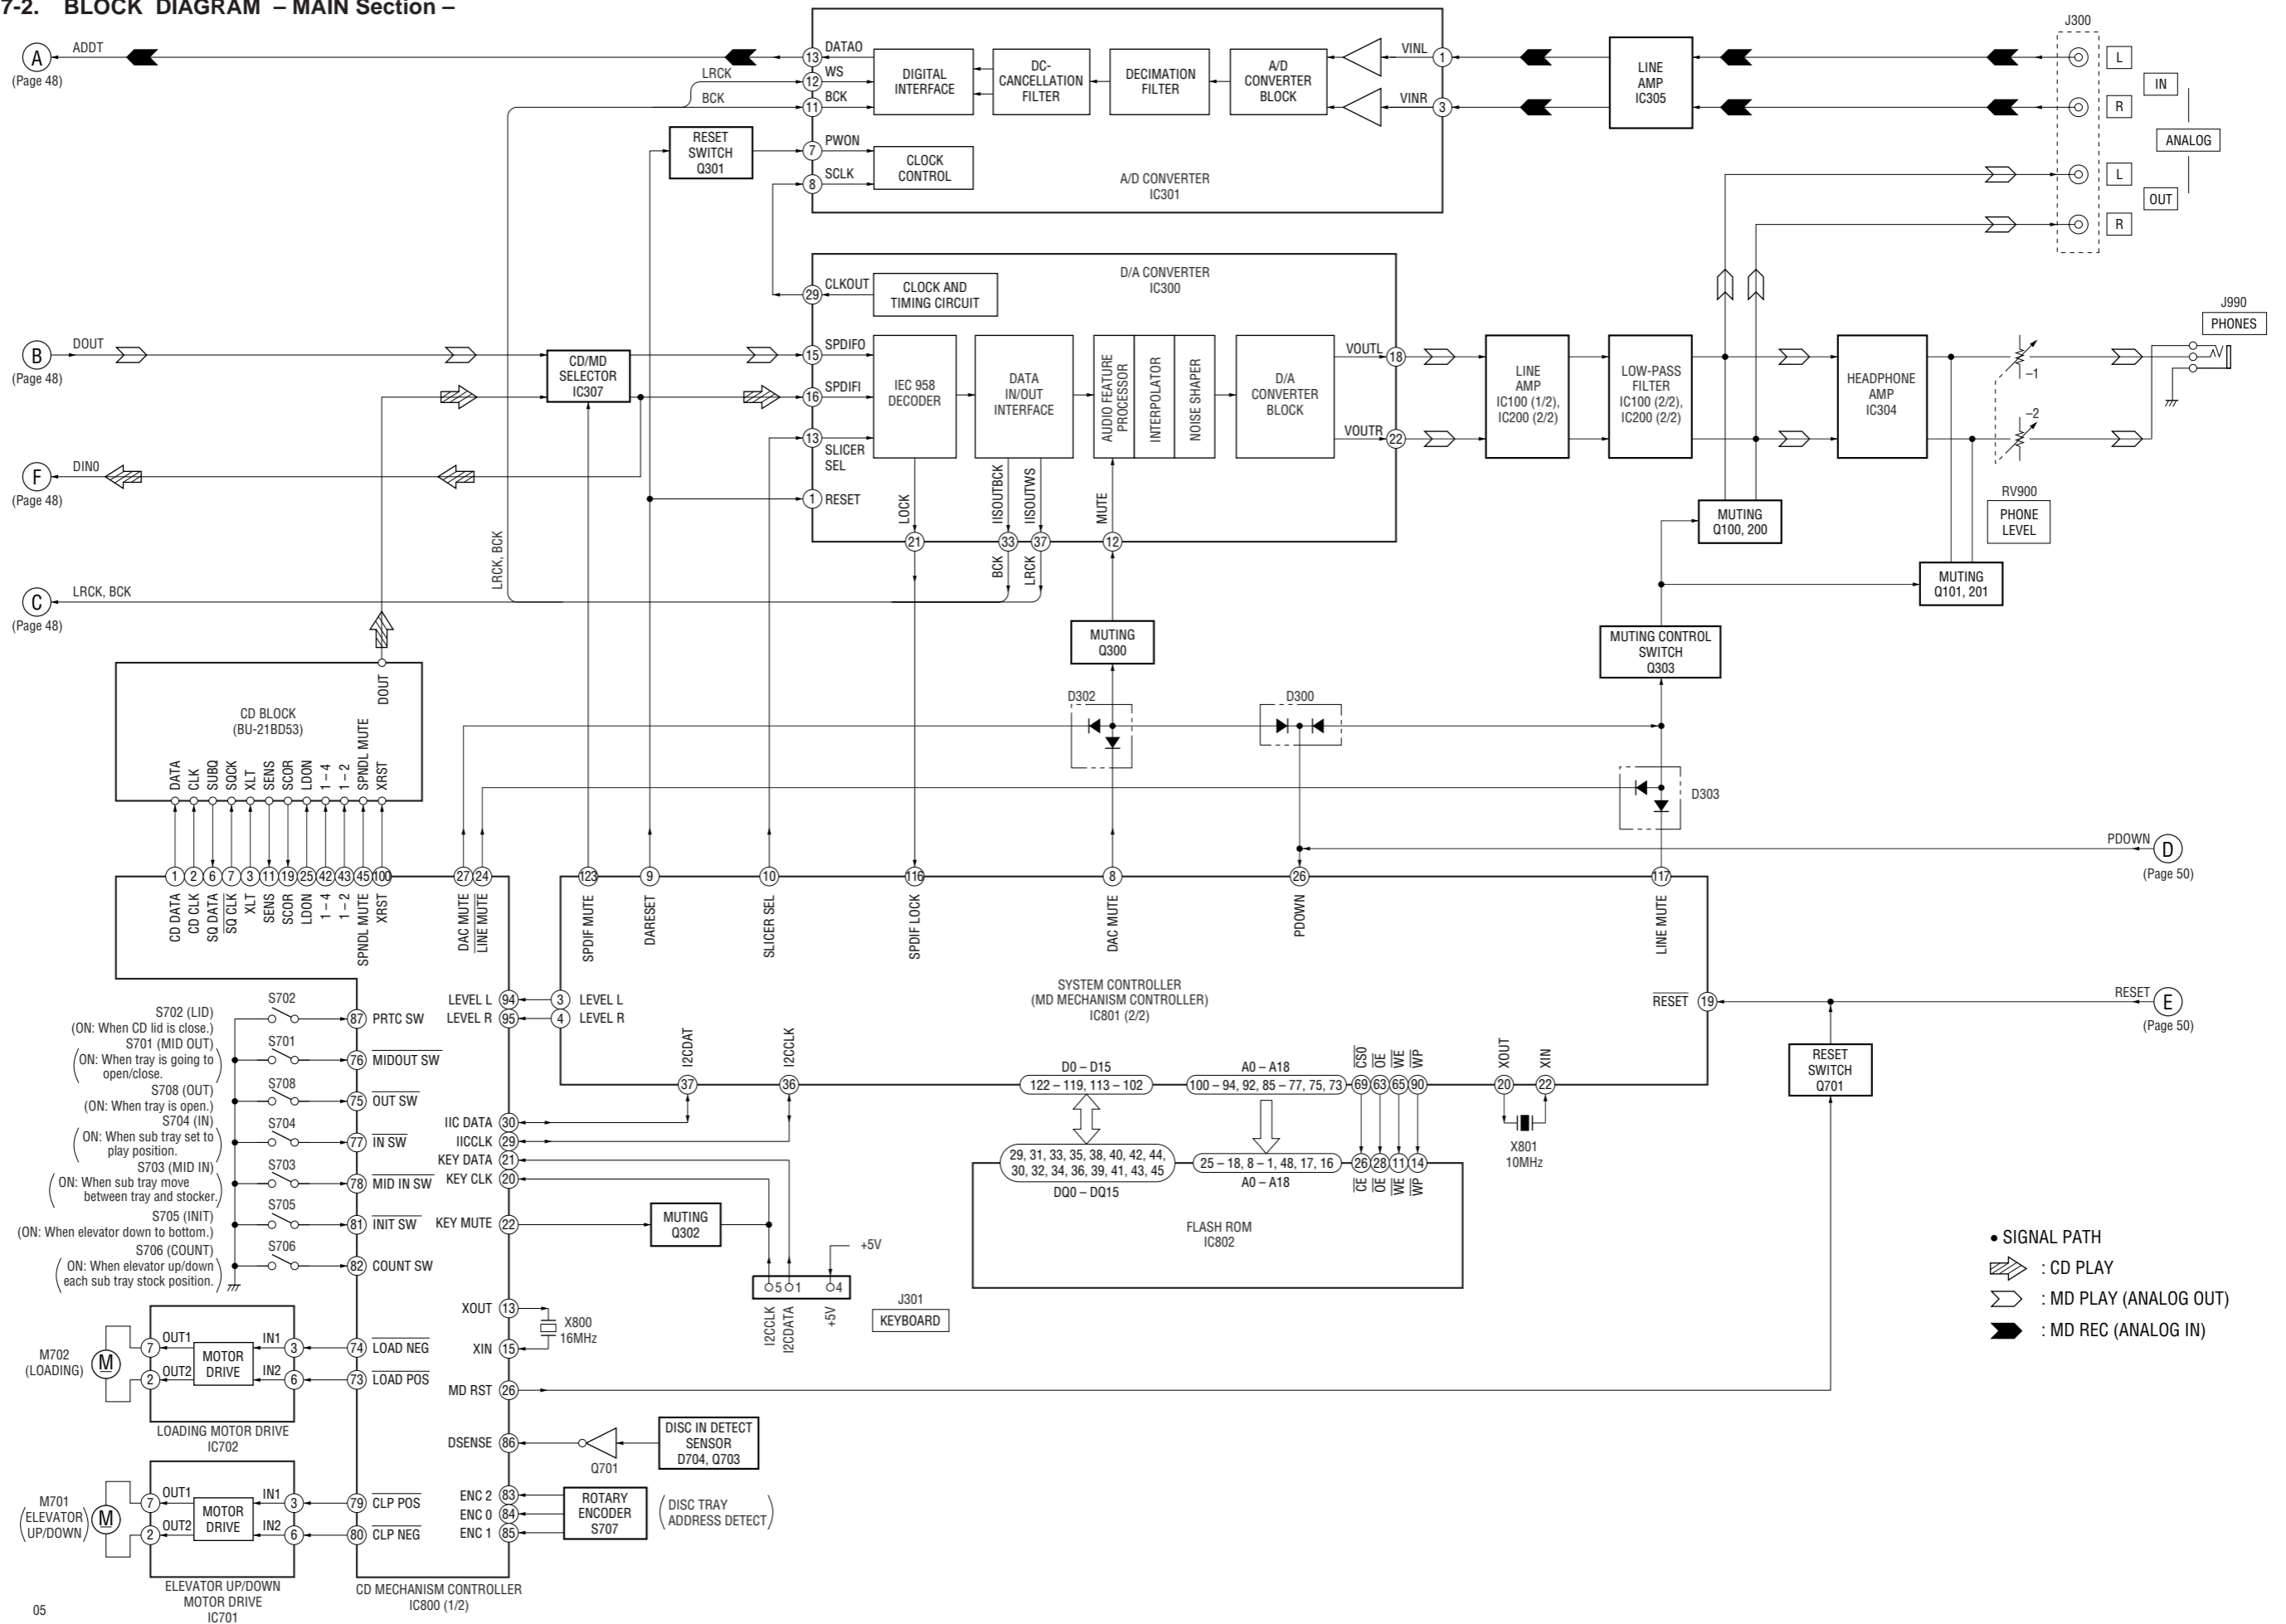 7-2. BLOCK DIAGRAM – MAIN Section –
A
ADDT
(Page 48)
13 DATAO
12 WS
11 BCK
LRCK
BCK
DIGITAL
INTERFACE
DC-
CANCELLATION
FILTER
DECIMATION
FILTER
A/D
CONVERTER
BLOCK
VINL 1
VINR 3
LINE
AMP
IC305
J300
L
IN
R
ANALOG
L
OUT
R
RESET
SWITCH
Q301
7 PWON
8 SCLK
CLOCK
CONTROL
A/D CONVERTER
IC301
D/A CONVERTER
IC300
29 CLKOUT
CLOCK AND
TIMING CIRCUIT
B
DOUT
(Page 48)
CD/MD
SELECTOR
IC307
15 SPDIFO
16 SPDIFI
13 SLICER
SEL
1 RESET
IEC 958
DECODER
DATA
IN/OUT
INTERFACE
AUDIO FEATURE
PROCESSOR
INTERPOLATOR
NOISE SHAPER
D/A
CONVERTER
BLOCK
VOUTL 18
VOUTR 22
LINE
AMP
IC100 (1/2),
IC200 (2/2)
LOW-PASS
FILTER
IC100 (2/2),
IC200 (2/2)
HEADPHONE
AMP
IC304
–1
–2
J990
PHONES
RV900
PHONE
LEVEL
F
DIN0
(Page 48)
LOCK
IISOUTBCK
IISOUTWS
MUTE
21
33
37
12
BCK
LRCK
LRCK, BCK
MUTING
Q100, 200
MUTING
Q101, 201
C
LRCK, BCK
(Page 48)
MUTING
Q300
MUTING CONTROL
SWITCH
Q303
D302
D300
D303
CD BLOCK
(BU-21BD53)
DOUT
DATA
CLK
SUBQ
SQCK
XLT
SENS
SCOR
LDON
1 – 4
1 – 2
SPNDL MUTE
XRST
1 2 6 7 3 11 19 25 42 43 45 100
CD DATA
CD CLK
SQ DATA
SQ CLK
XLT
SENS
SCOR
LDON
1 – 4
1 – 2
SPNDL MUTE
XRST
27 24
DAC MUTE
LINE MUTE
123 9 10 116 8 26 117
SPDIF MUTE
DARESET
SLICER SEL
SPDIF LOCK
DAC MUTE
PDOWN
LINE MUTE
PDOWN
D
(Page 50)
SYSTEM CONTROLLER
(MD MECHANISM CONTROLLER)
IC801 (2/2)
RESET 19
RESET
E
(Page 50)
RESET
SWITCH
Q701
LEVEL L 94 3 LEVEL L
LEVEL R 95 4 LEVEL R
I2CDAT
37
I2CCLK
36
D0 – D15
122 – 119, 113 – 102
A0 – A18
100 – 94, 92, 85 – 77, 75, 73
CS0
OE
WE
WP
69 63 65 90
XOUT
XIN
20
22
X801
10MHz
29, 31, 33, 35, 38, 40, 42, 44,
30, 32, 34, 36, 39, 41, 43, 45
DQ0 – DQ15
25 – 18, 8 – 1, 48, 17, 16
A0 – A18
26 28 11 14
CE
OE
WE
WP
FLASH ROM
IC802
S702 (LID)
(ON: When CD lid is close.)
S702
87 PRTC SW
S701 (MID OUT)
(ON: When tray is going to
open/close.)
S701
76 MIDOUT SW
S708 (OUT)
(ON: When tray is open.)
S708
75 OUT SW
S704 (IN)
(ON: When sub tray set to
play position.)
S704
77 IN SW
S703 (MID IN)
(ON: When sub tray move
between tray and stocker.)
S703
78 MID IN SW
S705 (INIT)
(ON: When elevator down to bottom.)
S705
81 INIT SW
S706 (COUNT)
(ON: When elevator up/down
each sub tray stock position.)
S706
82 COUNT SW
IIC DATA 30
IICCLK 29
KEY DATA 21
KEY CLK 20
KEY MUTE 22
MUTING
Q302
+5V
5 1 4
I2CCLK
I2CDATA
+5V
J301
KEYBOARD
XOUT 13
XIN 15
X800
16MHz
MD RST 26
DSENSE 86
Q701
DISC IN DETECT
SENSOR
D704, Q703
ENC 2 83
ENC 0 84
ENC 1 85
ROTARY
ENCODER
S707
(DISC TRAY
ADDRESS DETECT)
M702
(LOADING)
M
7 OUT1
2 OUT2
MOTOR
DRIVE
IN1 3
IN2 6
74 LOAD NEG
73 LOAD POS
LOADING MOTOR DRIVE
IC702
M701
(ELEVATOR
UP/DOWN)
M
7 OUT1
2 OUT2
MOTOR
DRIVE
IN1 3
IN2 6
79 CLP POS
80 CLP NEG
ELEVATOR UP/DOWN
MOTOR DRIVE
IC701
CD MECHANISM CONTROLLER
IC800 (1/2)
• SIGNAL PATH
: CD PLAY
: MD PLAY (ANALOG OUT)
: MD REC (ANALOG IN)
05